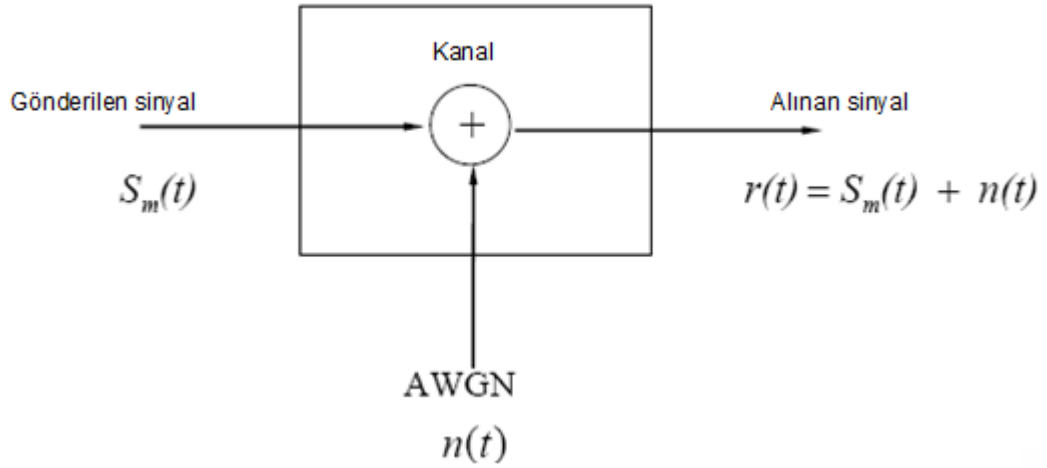 Kanal
Gönderilen sinyal
Alınan sinyal
+
S_m(t)
r(t) = S_m(t) + n(t)
AWGN
n(t)